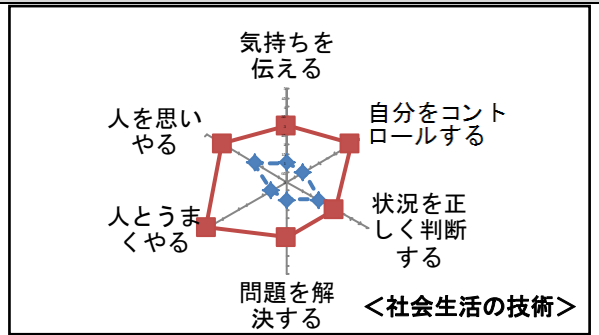 気持ちを
伝える
自分をコント
ロールする
状況を正
しく判断
する
問題を解
決する
人とうま
くやる
人を思い
やる
＜社会生活の技術＞